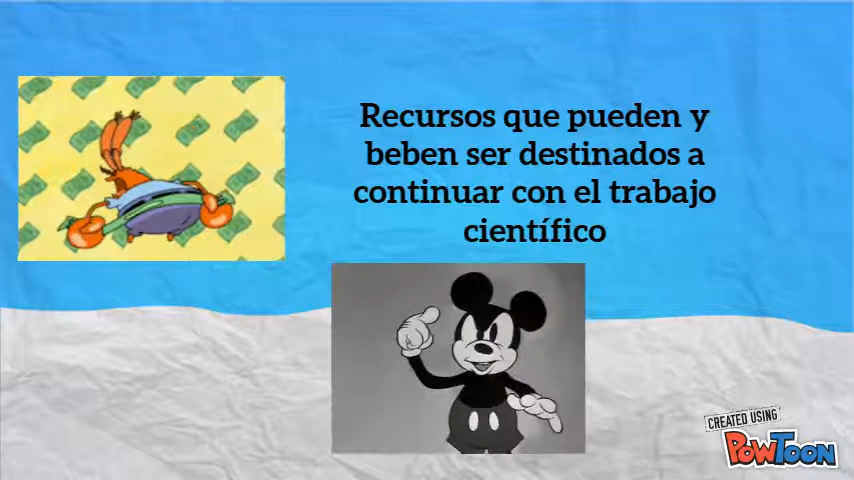 Recursos que pueden y
beben ser destinados a
continuar con el trabajo
científico
CREATED USING
POWTOON